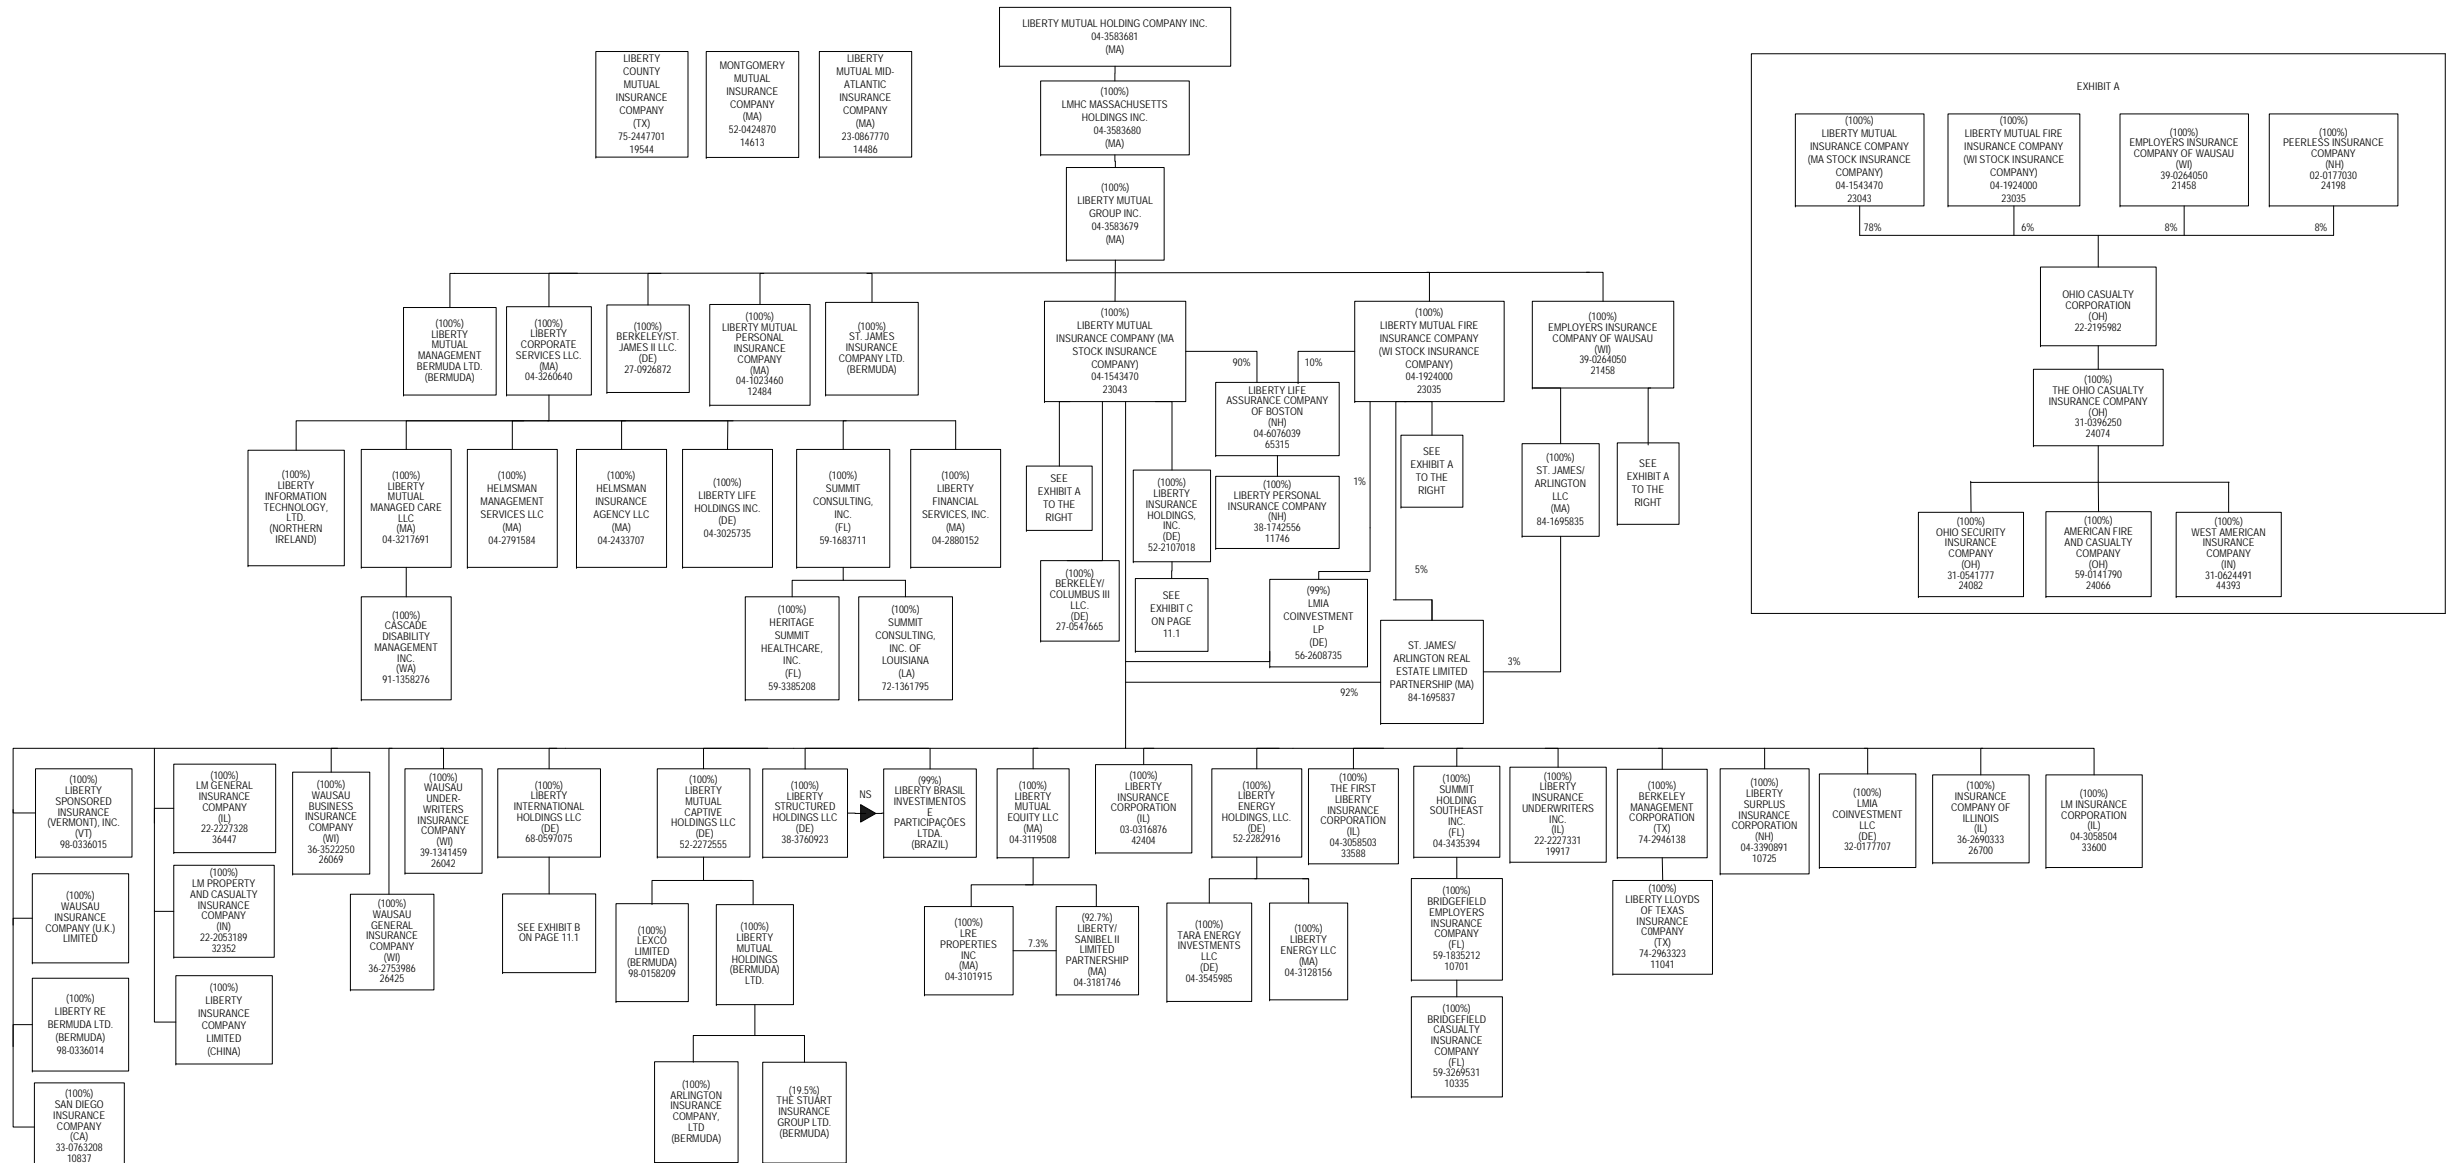 LIBERTY MUTUAL HOLDING COMPANY INC.
04-3583681
(MA)
LIBERTY
COUNTY
MUTUAL
INSURANCE
COMPANY
(TX)
75-2447701
19544
MONTGOMERY
MUTUAL
INSURANCE
COMPANY
(MA)
52-0424870
14613
LIBERTY
MUTUAL MID-
ATLANTIC
INSURANCE
COMPANY
(MA)
23-0867770
14486
(100%)
LMHC MASSACHUSETTS
HOLDINGS INC.
04-3583680
(MA)
(100%)
LIBERTY MUTUAL
GROUP INC.
04-3583679
(MA)
EXHIBIT A
(100%)
LIBERTY MUTUAL
INSURANCE COMPANY
(MA STOCK INSURANCE
COMPANY)
04-1543470
23043
(100%)
LIBERTY MUTUAL FIRE
INSURANCE COMPANY
(WI STOCK INSURANCE
COMPANY)
04-1924000
23035
(100%)
EMPLOYERS INSURANCE
COMPANY OF WAUSAU
(WI)
39-0264050
21458
(100%)
PEERLESS INSURANCE
COMPANY
(NH)
02-0177030
24198
78%
6%
8%
8%
OHIO CASUALTY
CORPORATION
(OH)
22-2195982
(100%)
THE OHIO CASUALTY
INSURANCE COMPANY
(OH)
31-0396250
24074
(100%)
OHIO SECURITY
INSURANCE
COMPANY
(OH)
31-0541777
24082
(100%)
AMERICAN FIRE
AND CASUALTY
COMPANY
(OH)
59-0141790
24066
(100%)
WEST AMERICAN
INSURANCE
COMPANY
(IN)
31-0624491
44393
(100%)
LIBERTY
MUTUAL
MANAGEMENT
BERMUDA LTD.
(BERMUDA)
(100%)
LIBERTY
CORPORATE
SERVICES LLC.
(MA)
04-3260640
(100%)
BERKELEY/ST.
JAMES II LLC.
(DE)
27-0926872
(100%)
LIBERTY MUTUAL
PERSONAL
INSURANCE
COMPANY
(MA)
04-1023460
12484
(100%)
ST. JAMES
INSURANCE
COMPANY LTD.
(BERMUDA)
(100%)
LIBERTY MUTUAL
INSURANCE COMPANY (MA
STOCK INSURANCE
COMPANY)
04-1543470
23043
90%
10%
(100%)
LIBERTY MUTUAL FIRE
INSURANCE COMPANY
(WI STOCK INSURANCE
COMPANY)
04-1924000
23035
(100%)
EMPLOYERS INSURANCE
COMPANY OF WAUSAU
(WI)
39-0264050
21458
LIBERTY LIFE
ASSURANCE COMPANY
OF BOSTON
(NH)
04-6076039
65315
(100%)
LIBERTY
INFORMATION
TECHNOLOGY,
LTD.
(NORTHERN
IRELAND)
(100%)
LIBERTY
MUTUAL
MANAGED CARE
LLC
(MA)
04-3217691
(100%)
HELMSMAN
MANAGEMENT
SERVICES LLC
(MA)
04-2791584
(100%)
HELMSMAN
INSURANCE
AGENCY LLC
(MA)
04-2433707
(100%)
LIBERTY LIFE
HOLDINGS INC.
(DE)
04-3025735
(100%)
SUMMIT
CONSULTING,
INC.
(FL)
59-1683711
(100%)
LIBERTY
FINANCIAL
SERVICES, INC.
(MA)
04-2880152
SEE
EXHIBIT A
TO THE
RIGHT
(100%)
LIBERTY
INSURANCE
HOLDINGS,
INC.
(DE)
52-2107018
(100%)
LIBERTY PERSONAL
INSURANCE COMPANY
(NH)
38-1742556
11746
1%
SEE
EXHIBIT A
TO THE
RIGHT
(100%)
ST. JAMES/
ARLINGTON
LLC
(MA)
84-1695835
SEE
EXHIBIT A
TO THE
RIGHT
(100%)
CASCADE
DISABILITY
MANAGEMENT
INC.
(WA)
91-1358276
(100%)
HERITAGE
SUMMIT
HEALTHCARE,
INC.
(FL)
59-3385208
(100%)
SUMMIT
CONSULTING,
INC. OF
LOUISIANA
(LA)
72-1361795
(100%)
BERKELEY/
COLUMBUS III
LLC.
(DE)
27-0547665
SEE
EXHIBIT C
ON PAGE
11.1
(99%)
LMIA
COINVESTMENT
LP
(DE)
56-2608735
5%
ST. JAMES/
ARLINGTON REAL
ESTATE LIMITED
PARTNERSHIP (MA)
84-1695837
3%
92%
(100%)
LIBERTY
SPONSORED
INSURANCE
(VERMONT), INC.
(VT)
98-0336015
(100%)
LM GENERAL
INSURANCE
COMPANY
(IL)
22-2227328
36447
(100%)
WAUSAU
BUSINESS
INSURANCE
COMPANY
(WI)
36-3522250
26069
(100%)
WAUSAU
UNDER-
WRITERS
INSURANCE
COMPANY
(WI)
39-1341459
26042
(100%)
LIBERTY
INTERNATIONAL
HOLDINGS LLC
(DE)
68-0597075
(100%)
LIBERTY
MUTUAL
CAPTIVE
HOLDINGS LLC
(DE)
52-2272555
(100%)
LIBERTY
STRUCTURED
HOLDINGS LLC
(DE)
38-3760923
NS
(99%)
LIBERTY BRASIL
INVESTIMENTOS
E
PARTICIPAÇÕES
LTDA.
(BRAZIL)
(100%)
LIBERTY
MUTUAL
EQUITY LLC
(MA)
04-3119508
(100%)
LIBERTY
INSURANCE
CORPORATION
(IL)
03-0316876
42404
(100%)
LIBERTY
ENERGY
HOLDINGS, LLC.
(DE)
52-2282916
(100%)
THE FIRST
LIBERTY
INSURANCE
CORPORATION
(IL)
04-3058503
33588
(100%)
SUMMIT
HOLDING
SOUTHEAST
INC.
(FL)
04-3435394
(100%)
LIBERTY
INSURANCE
UNDERWRITERS
INC.
(IL)
22-2227331
19917
(100%)
BERKELEY
MANAGEMENT
CORPORATION
(TX)
74-2946138
(100%)
LIBERTY
SURPLUS
INSURANCE
CORPORATION
(NH)
04-3390891
10725
(100%)
LMIA
COINVESTMENT
LLC
(DE)
32-0177707
(100%)
INSURANCE
COMPANY OF
ILLINOIS
(IL)
36-2690333
26700
(100%)
LM INSURANCE
CORPORATION
(IL)
04-3058504
33600
(100%)
WAUSAU
INSURANCE
COMPANY (U.K.)
LIMITED
(100%)
LM PROPERTY
AND CASUALTY
INSURANCE
COMPANY
(IN)
22-2053189
32352
(100%)
WAUSAU
GENERAL
INSURANCE
COMPANY
(WI)
36-2753986
26425
SEE EXHIBIT B
ON PAGE 11.1
(100%)
LEXCO
LIMITED
(BERMUDA)
98-0158209
(100%)
LIBERTY
MUTUAL
HOLDINGS
(BERMUDA)
LTD.
(100%)
LRE
PROPERTIES
INC
(MA)
04-3101915
7.3%
(92.7%)
LIBERTY/
SANIBEL II
LIMITED
PARTNERSHIP
(MA)
04-3181746
(100%)
TARA ENERGY
INVESTMENTS
LLC
(DE)
04-3545985
(100%)
LIBERTY
ENERGY LLC
(MA)
04-3128156
(100%)
BRIDGEFIELD
EMPLOYERS
INSURANCE
COMPANY
(FL)
59-1835212
10701
(100%)
LIBERTY LLOYDS
OF TEXAS
INSURANCE
COMPANY
(TX)
74-2963323
11041
(100%)
LIBERTY RE
BERMUDA LTD.
(BERMUDA)
98-0336014
(100%)
LIBERTY
INSURANCE
COMPANY
LIMITED
(CHINA)
(100%)
BRIDGEFIELD
CASUALTY
INSURANCE
COMPANY
(FL)
59-3269531
10335
(100%)
SAN DIEGO
INSURANCE
COMPANY
(CA)
33-0763208
10837
(100%)
ARLINGTON
INSURANCE
COMPANY,
LTD
(BERMUDA)
(19.5%)
THE STUART
INSURANCE
GROUP LTD.
(BERMUDA)